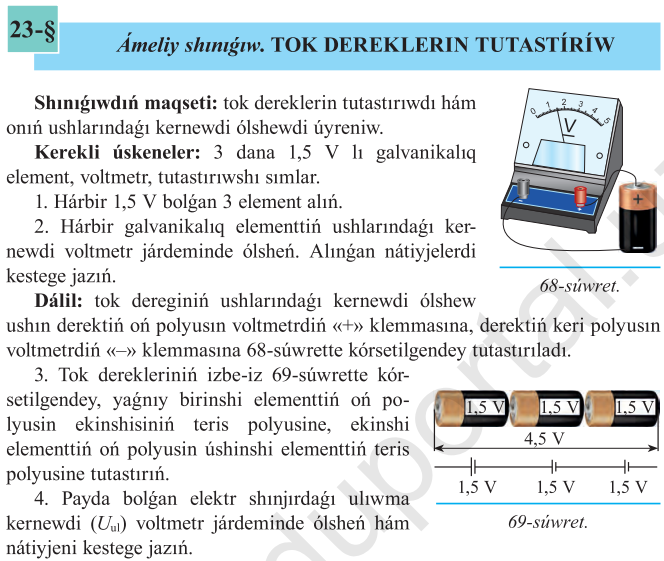 23-§
Ámeliy shınıǵıw. TOK DEREKLERIN TUTASTÍRÍW
Shınıǵıwdıń maqseti: tok dereklerin tutastırıwdı hám
onıń ushlarındaǵı kernewdi ólshewdi úyreniw.
Kerekli úskeneler: 3 dana 1,5 V lı galvanikalıq
element, voltmetr, tutastırıwshı sımlar.
1. Hárbir 1,5 V bolǵan 3 element alıń.
2. Hárbir galvanikalıq elementtiń ushlarındaǵı ker-
newdi voltmetr járdeminde ólsheń. Alınǵan nátiyjelerdi
kestege jazıń.
0 1 2 3 4 5
V
+
–
68-súwret.
Dálil: tok dereginiń ushlarındaǵı kernewdi ólshew
ushın derektiń oń polyusın voltmetrdiń «+» klemmasına, derektiń keri polyusın
voltmetrdiń «–» klemmasına 68-súwrette kórsetilgendey tutastırıladı.
3. Tok derekleriniń izbe-iz 69-súwrette kór-
setilgendey, yaǵnıy birinshi elementtiń oń po-
lyusin ekinshisiniń teris polyusine, ekinshi
elementtiń oń polyusin úshinshi elementtiń teris
polyusine tutastırıń.
4. Payda bolǵan elektr shınjırdaǵı ulıwma
kernewdi (Uul) voltmetr járdeminde ólsheń hám
nátiyjeni kestege jazıń.
1,5 V 1,5 V 1,5 V
4,5 V
1,5 V 1,5 V 1,5 V
69-súwret.
duportal.u